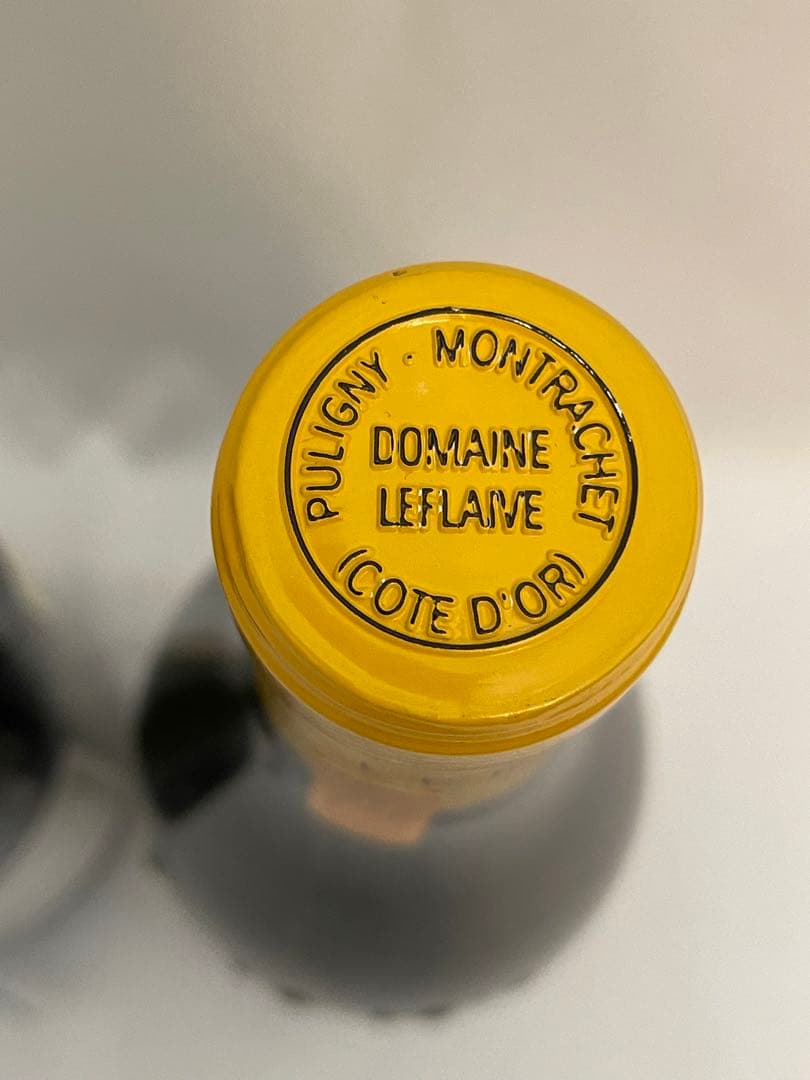 PULIGNY · MONTRACHET
DOMAINE
LEFLAIVE
(COTE D'OR)